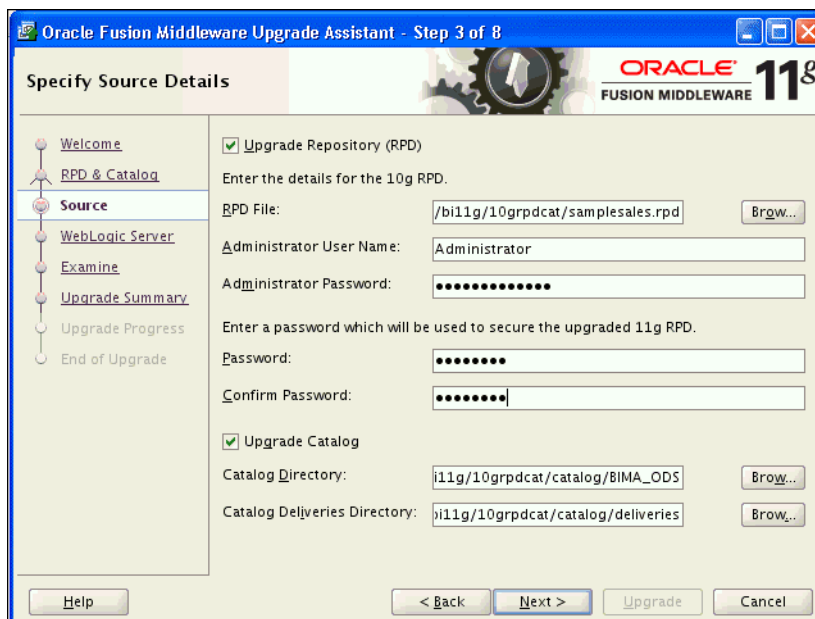 Oracle Fusion Middleware Upgrade Assistant - Step 3 of 8
Specify Source Details
ORACLE
FUSION MIDDLEWARE
11g
Welcome
RPD & Catalog
Source
WebLogic Server
Examine
Upgrade Summary
Upgrade Progress
End of Upgrade
Upgrade Repository (RPD)
Enter the details for the 10g RPD.
RPD File: /bi11g/10grpdcat/samplesales.rpd Brow...
Administrator User Name: Administrator
Administrator Password: •••••••••••••
Enter a password which will be used to secure the upgraded 11g RPD.
Password: ••••••••
Confirm Password: ••••••••
Upgrade Catalog
Catalog Directory: i11g/10grpdcat/catalog/BIMA_ODS Brow...
Catalog Deliveries Directory: bi11g/10grpdcat/catalog/deliveries Brow...
Help
< Back
Next >
Upgrade
Cancel